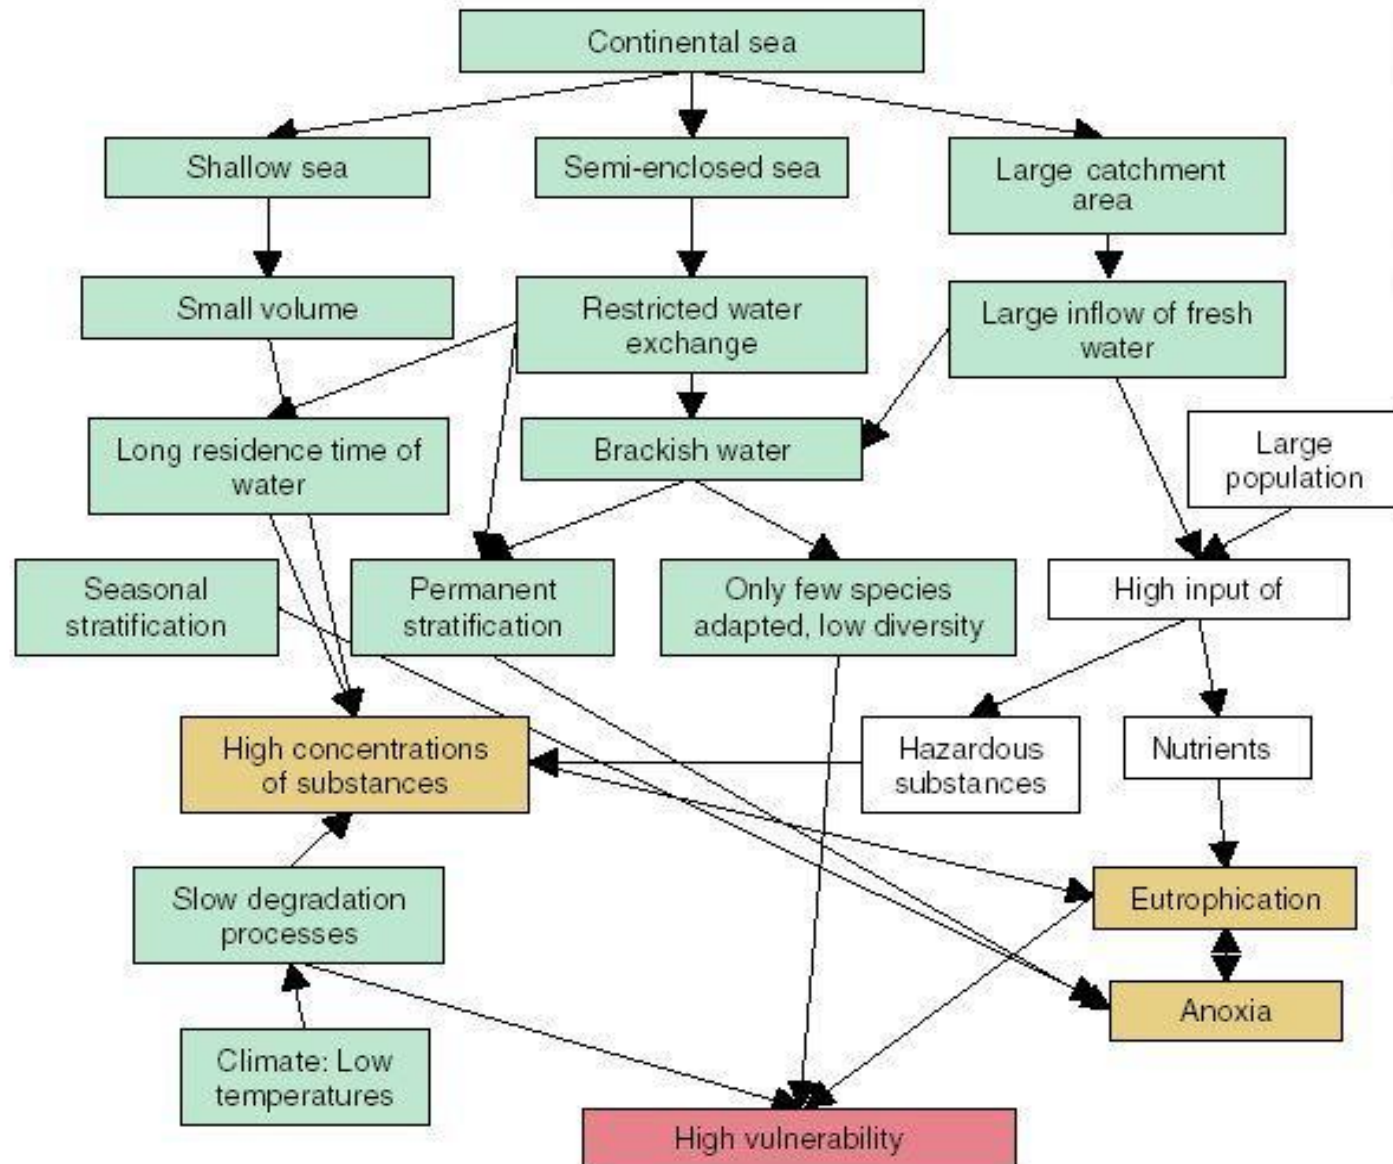 Continental sea
Shallow sea
Semi-enclosed sea
Large catchment
area
Small volume
Restricted water
exchange
Large inflow of fresh
water
Long residence time of
water
Brackish water
Large
population
Seasonal
stratification
Permanent
stratification
Only few species
adapted, low diversity
High input of
High concentrations
of substances
Hazardous
substances
Nutrients
Slow degradation
processes
Eutrophication
Anoxia
Climate: Low
temperatures
High vulnerability